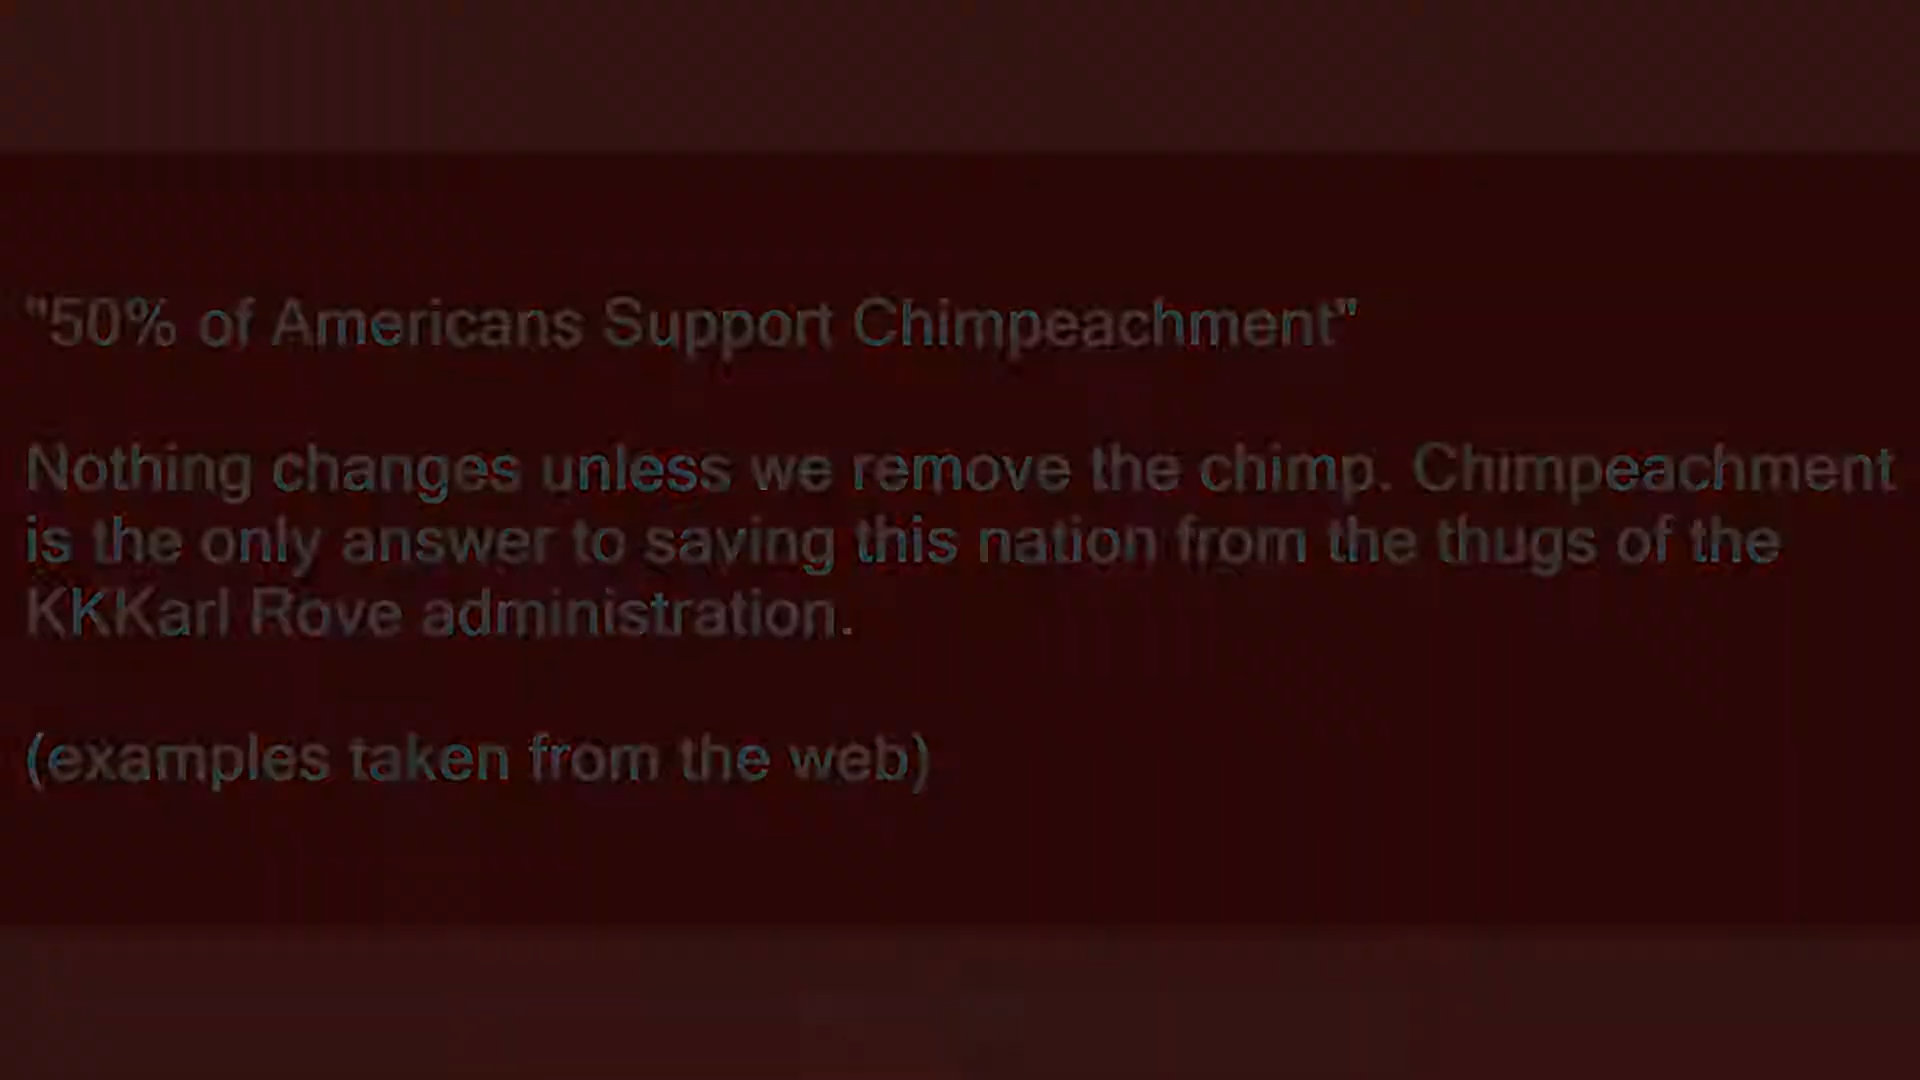 "50% of Americans Support Chimpeachment"
Nothing changes unless we remove the chimp. Chimpeachment
is the only answer to saving this nation from the thugs of the
KKKarl Rove administration.
(examples taken from the web)